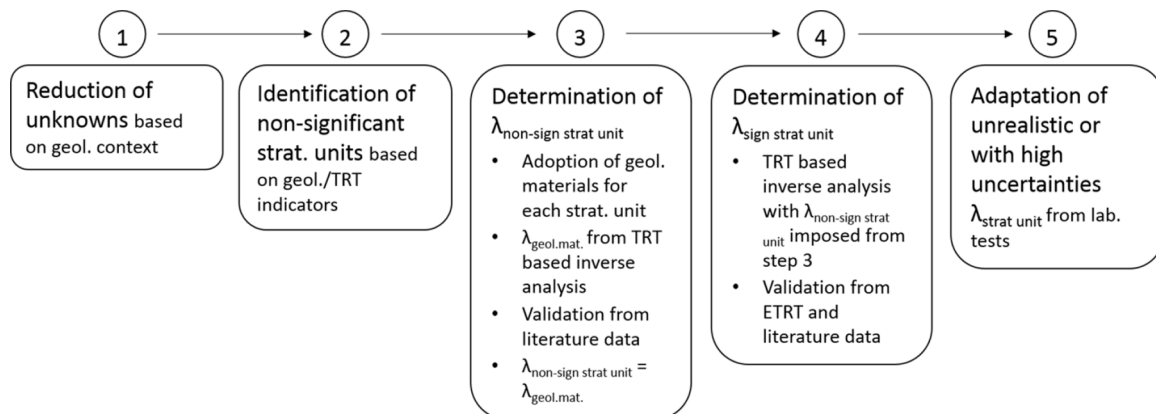 1
Reduction of
unknowns based
on geol. context
2
Identification of
non-significant
strat. units based
on geol./TRT
indicators
3
Determination of
λnon-sign strat unit
• Adoption of geol.
materials for
each strat. unit
• λgeol.mat. from TRT
based inverse
analysis
• Validation from
literature data
• λnon-sign strat unit =
λgeol.mat.
4
Determination of
λsign strat unit
• TRT based
inverse analysis
with λnon-sign strat
unit imposed from
step 3
• Validation from
ETRT and
literature data
5
Adaptation of
unrealistic or
with high
uncertainties
λstrat unit from lab.
tests